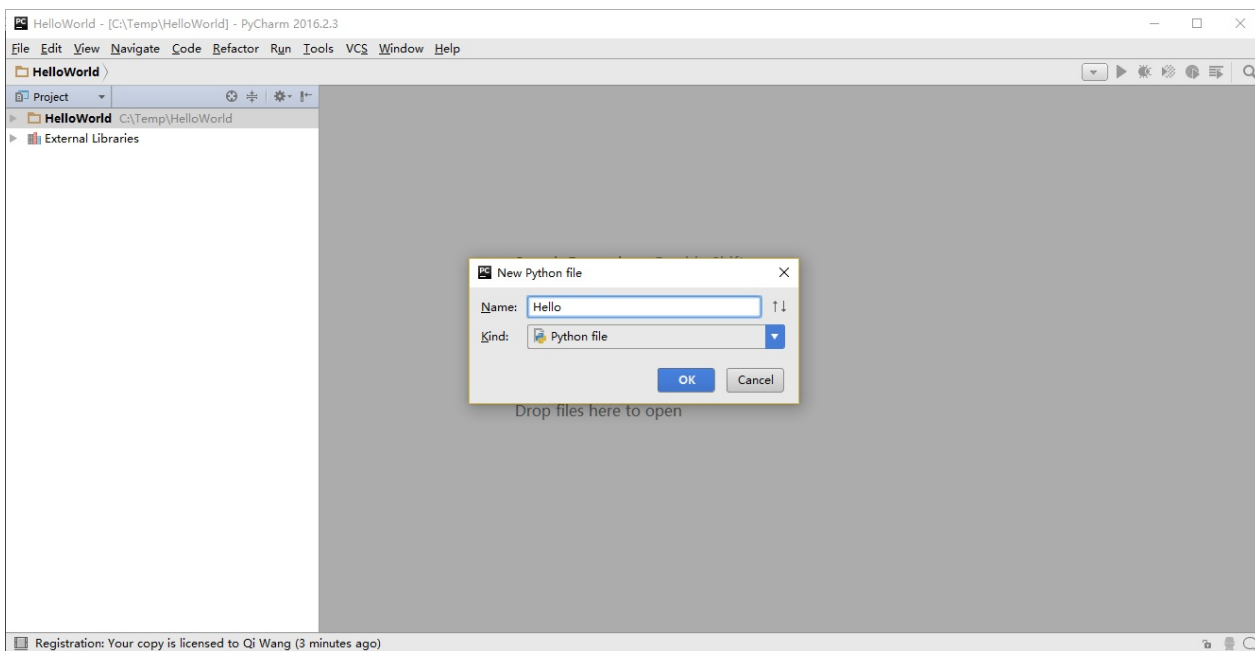 HelloWorld - [C:\Temp\HelloWorld] - PyCharm 2016.2.3
File Edit View Navigate Code Refactor Run Tools VCS Window Help
HelloWorld
Project
HelloWorld C:\Temp\HelloWorld
External Libraries
New Python file
Name: Hello
Kind: Python file
OK Cancel
Drop files here to open
Registration: Your copy is licensed to Qi Wang (3 minutes ago)